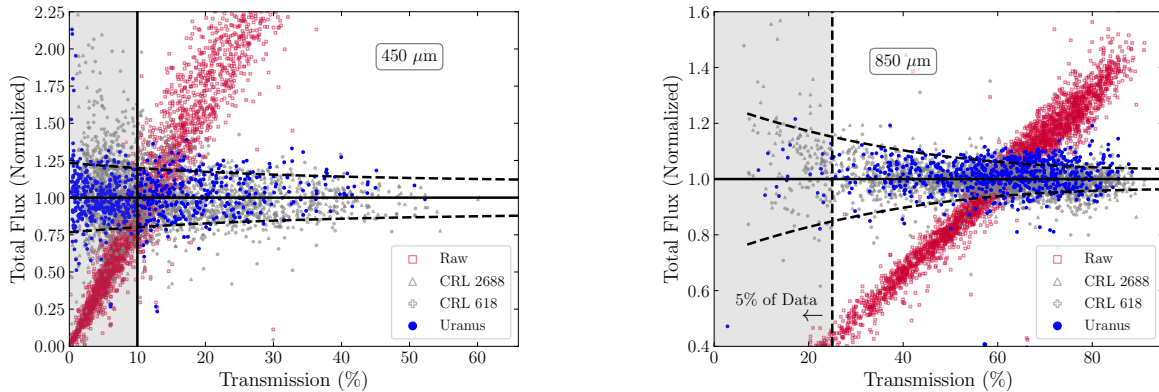 Total Flux (Normalized)
2.25
2.00
1.75
1.50
1.25
1.00
0.75
0.50
0.25
0.00
450 μm
Raw
CRL 2688
CRL 618
Uranus
0 10 20 30 40 50 60
Transmission (%)
Total Flux (Normalized)
1.6
1.4
1.2
1.0
0.8
0.6
0.4
850 μm
5% of Data
←
Raw
CRL 2688
CRL 618
Uranus
0 20 40 60 80
Transmission (%)